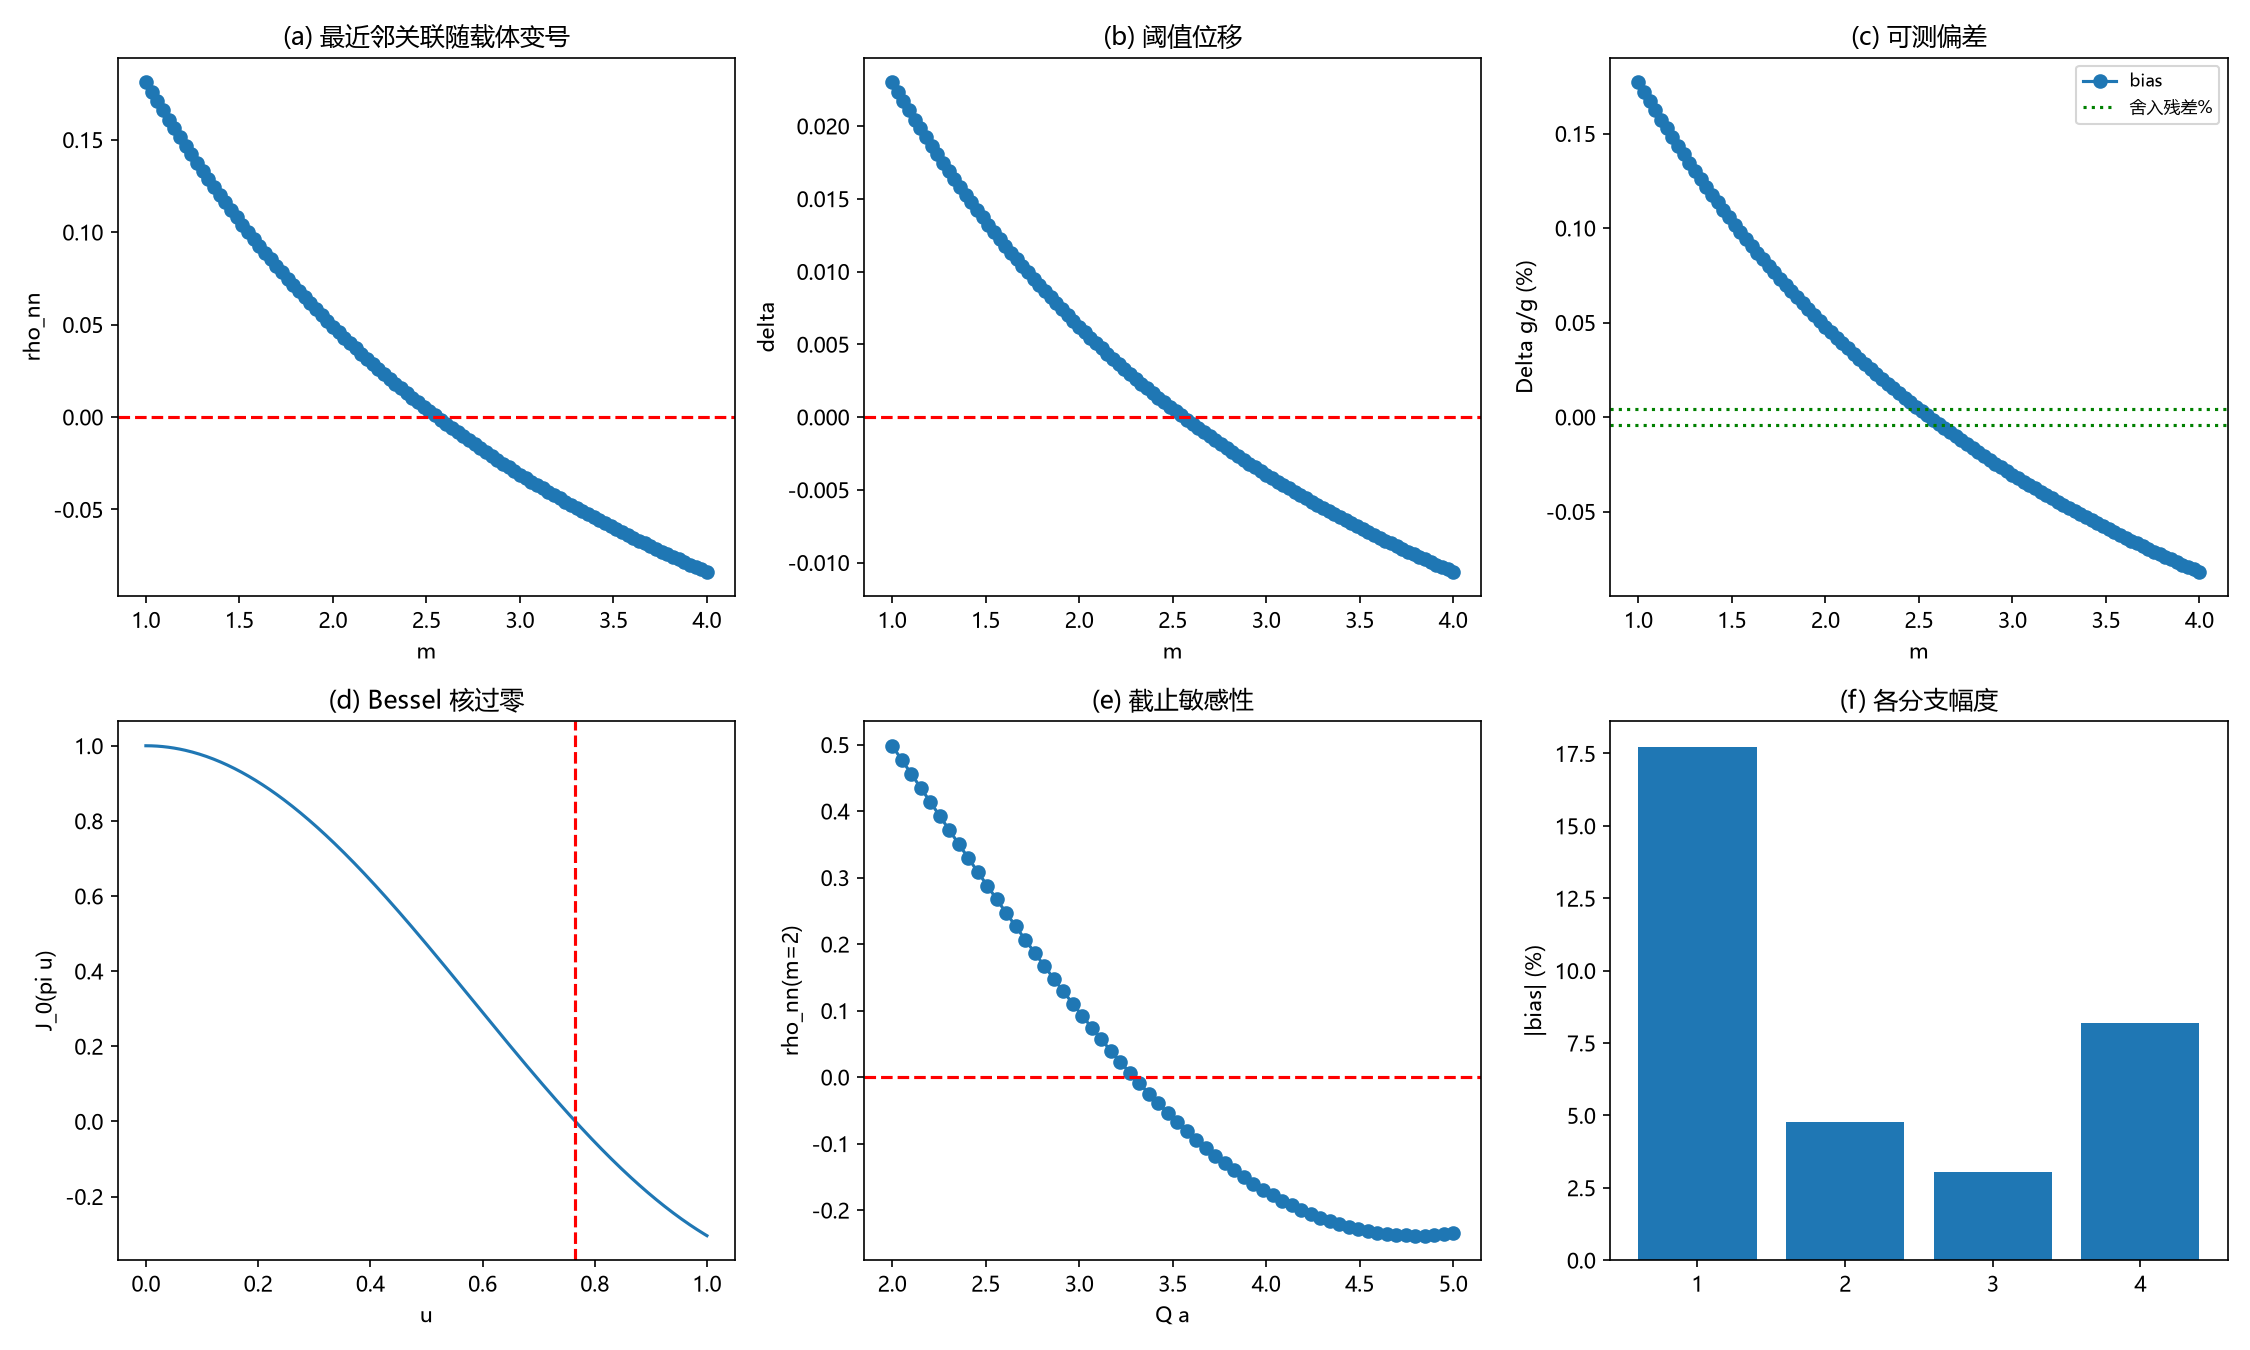 (a) 最近邻关联随载体变号
rho_nn
0.15
0.10
0.05
0.00
-0.05
1.0 1.5 2.0 2.5 3.0 3.5 4.0
m
(b) 阈值位移
delta
0.020
0.015
0.010
0.005
0.000
-0.005
-0.010
1.0 1.5 2.0 2.5 3.0 3.5 4.0
m
(c) 可测偏差
bias
舍入残差%
Delta g/g (%)
0.15
0.10
0.05
0.00
-0.05
1.0 1.5 2.0 2.5 3.0 3.5 4.0
m
(d) Bessel 核过零
J_0(pi u)
1.0
0.8
0.6
0.4
0.2
0.0
-0.2
0.0 0.2 0.4 0.6 0.8 1.0
u
(e) 截止敏感性
rho_nn(m=2)
0.5
0.4
0.3
0.2
0.1
0.0
-0.1
-0.2
2.0 2.5 3.0 3.5 4.0 4.5 5.0
Q a
(f) 各分支幅度
|bias| (%)
17.5
15.0
12.5
10.0
7.5
5.0
2.5
0.0
1 2 3 4